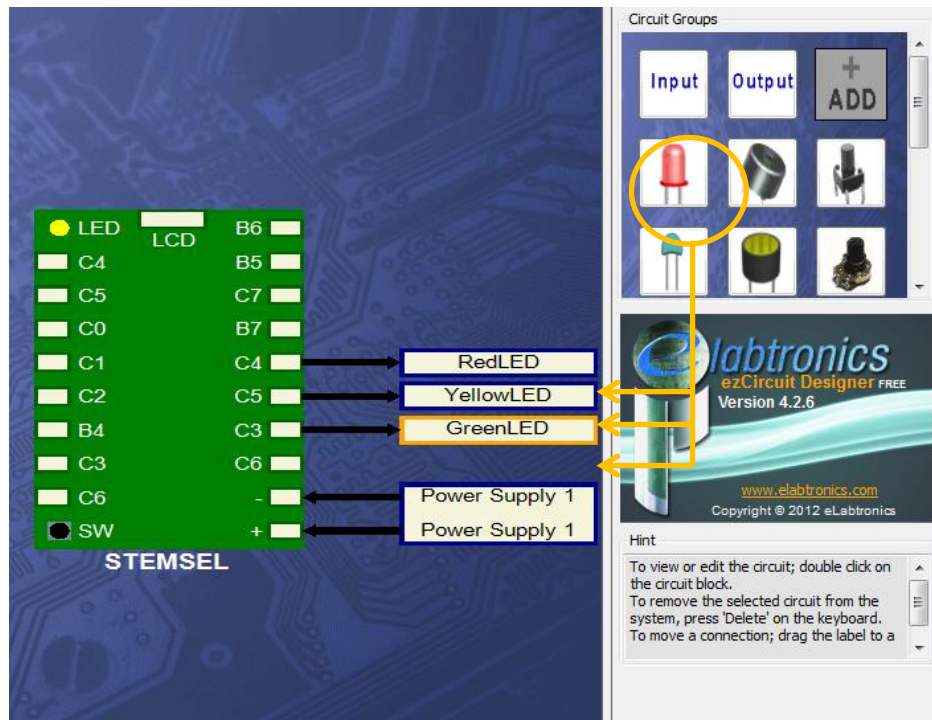 Circuit Groups
Input
Output
+
ADD
LED
LCD
B6
C4
B5
C5
C7
C0
B7
C1
C4
RedLED
C2
C5
YellowLED
B4
C3
GreenLED
C3
C6
C6
-
Power Supply 1
SW
+
Power Supply 1
STEMSEL
elabtronics
ezCircuit Designer FREE
Version 4.2.6
www.elabtronics.com
Copyright © 2012 eLabtronics
Hint
To view or edit the circuit; double click on
the circuit block.
To remove the selected circuit from the
system, press 'Delete' on the keyboard.
To move a connection; drag the label to a